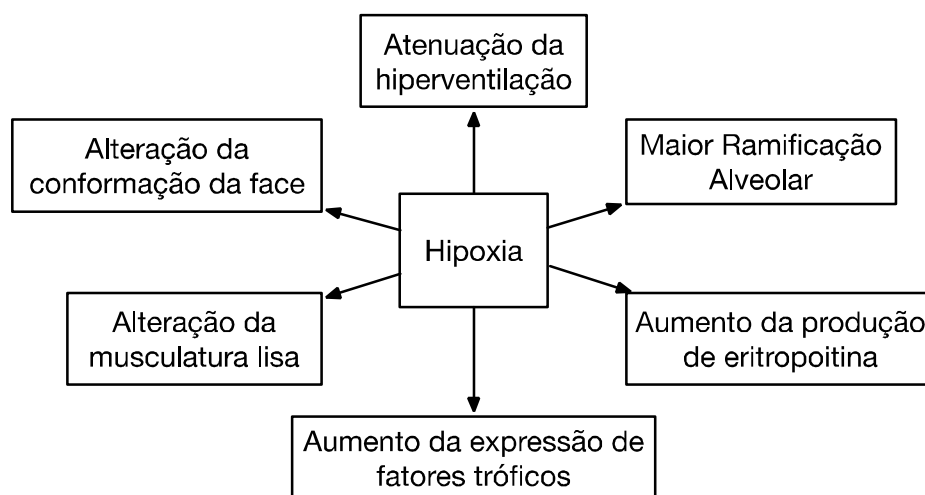 Atenuação da
hiperventilação
Alteração da
conformação da face
Maior Ramificação
Alveolar
Hipoxia
Alteração da
musculatura lisa
Aumento da produção
de eritropoitina
Aumento da expressão de
fatores tróficos